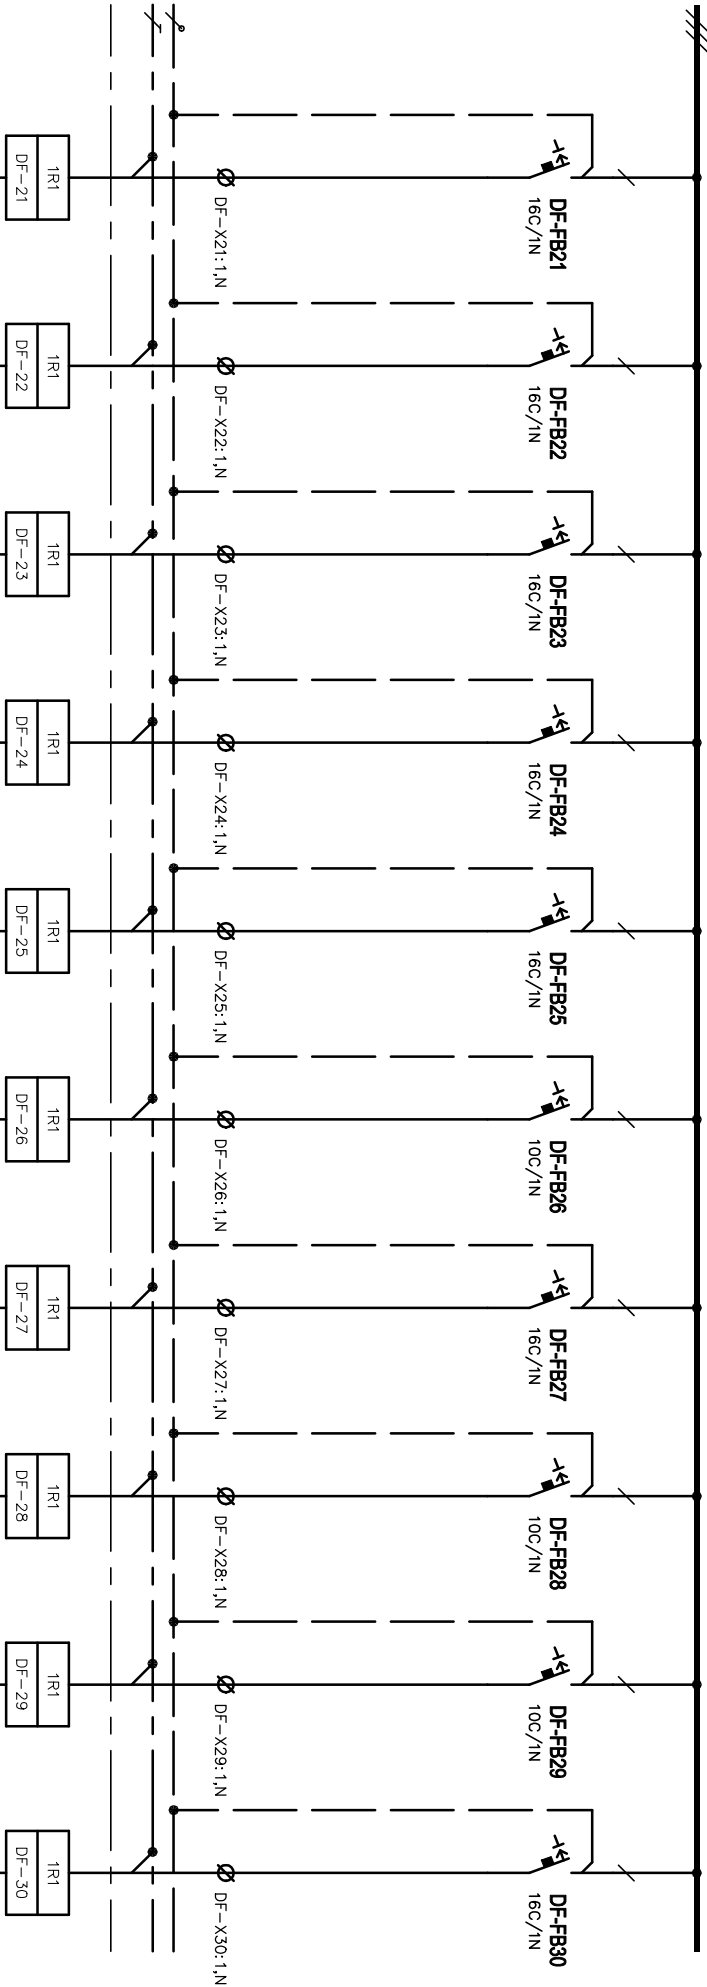 DF-FB21
16C/1N
DF-X21:1,N
1R1
DF-21
DF-FB22
16C/1N
DF-X22:1,N
1R1
DF-22
DF-FB23
16C/1N
DF-X23:1,N
1R1
DF-23
DF-FB24
16C/1N
DF-X24:1,N
1R1
DF-24
DF-FB25
16C/1N
DF-X25:1,N
1R1
DF-25
DF-FB26
10C/1N
DF-X26:1,N
1R1
DF-26
DF-FB27
16C/1N
DF-X27:1,N
1R1
DF-27
DF-FB28
10C/1N
DF-X28:1,N
1R1
DF-28
DF-FB29
10C/1N
DF-X29:1,N
1R1
DF-29
DF-FB30
16C/1N
DF-X30:1,N
1R1
DF-30